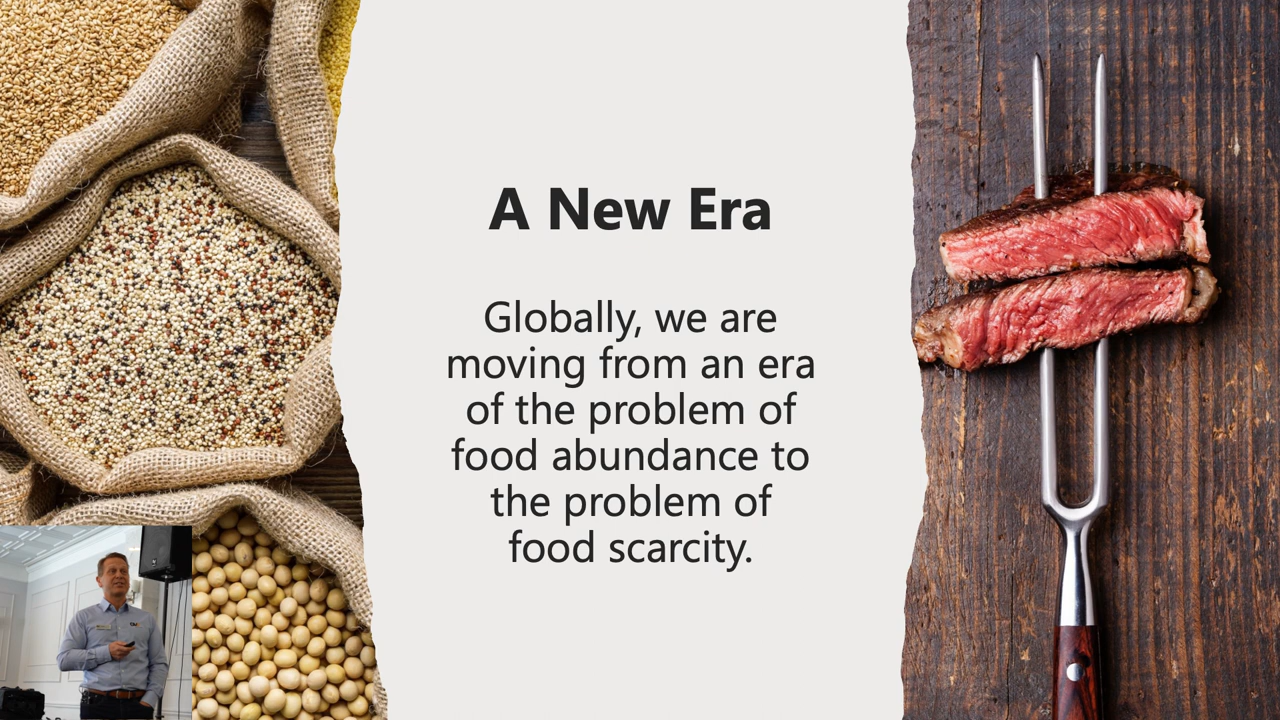 A New Era
Globally, we are
moving from an era
of the problem of
food abundance to
the problem of
food scarcity.